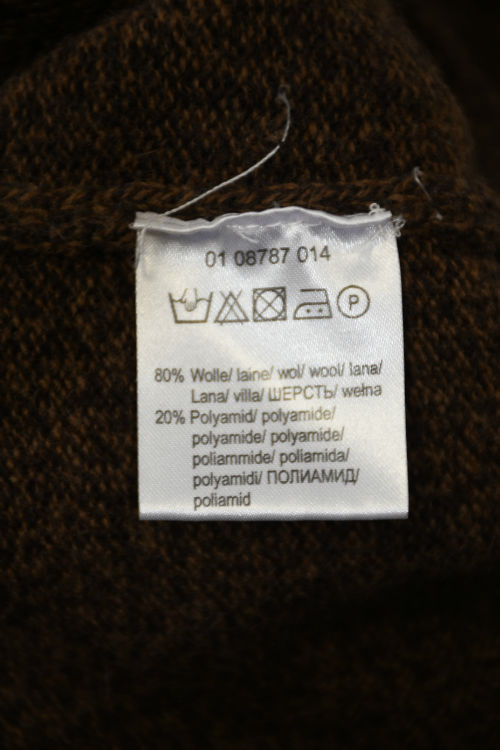 01 08787 014
P
80% Wolle/ laine/ wol/ wool/ lana/
Lana/ villa/ ШЕРСТЬ/ wełna
20% Polyamid/ polyamide/
polyamide/ polyamide/
poliammide/ poliamida/
polyamidi/ ПОЛИАМИД/
poliamid